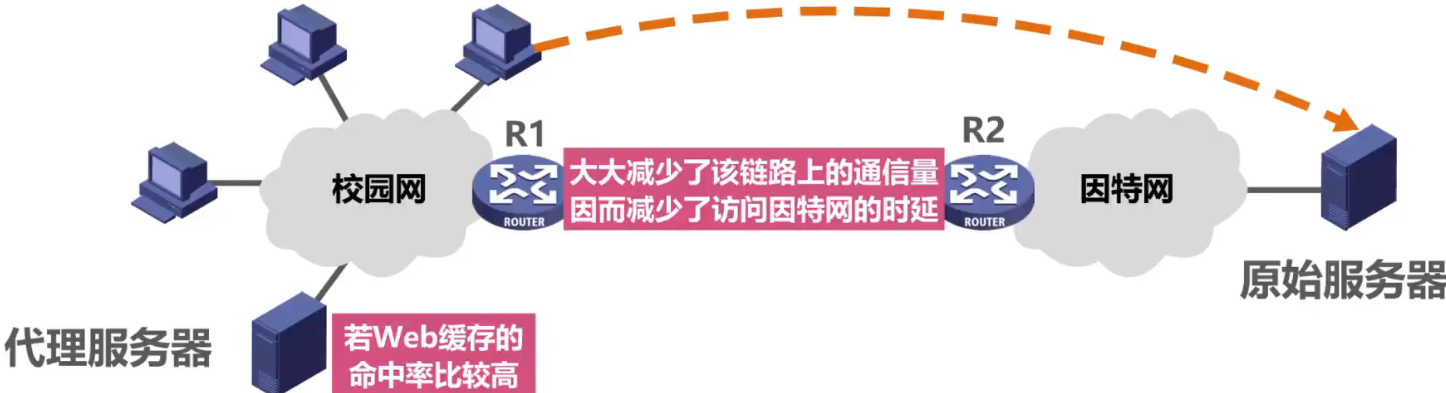 R1
R2
校园网
大大减少了该链路上的通信量
因而减少了访问因特网的时延
因特网
ROUTER
ROUTER
原始服务器
代理服务器
若Web缓存的
命中率比较高